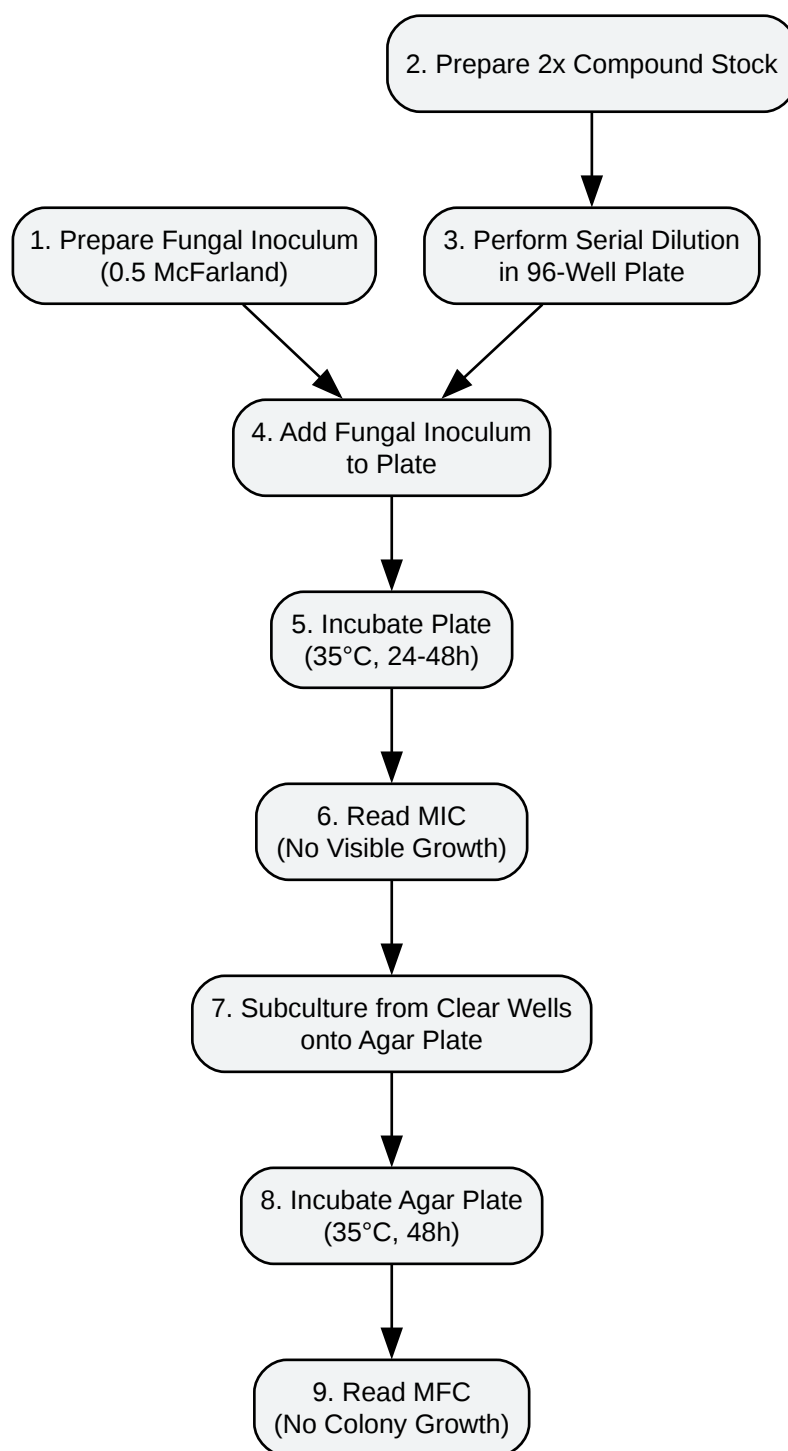 2. Prepare 2x Compound Stock
1. Prepare Fungal Inoculum
(0.5 McFarland)
3. Perform Serial Dilution
in 96-Well Plate
4. Add Fungal Inoculum
to Plate
5. Incubate Plate
(35°C, 24-48h)
6. Read MIC
(No Visible Growth)
7. Subculture from Clear Wells
onto Agar Plate
8. Incubate Agar Plate
(35°C, 48h)
9. Read MFC
(No Colony Growth)